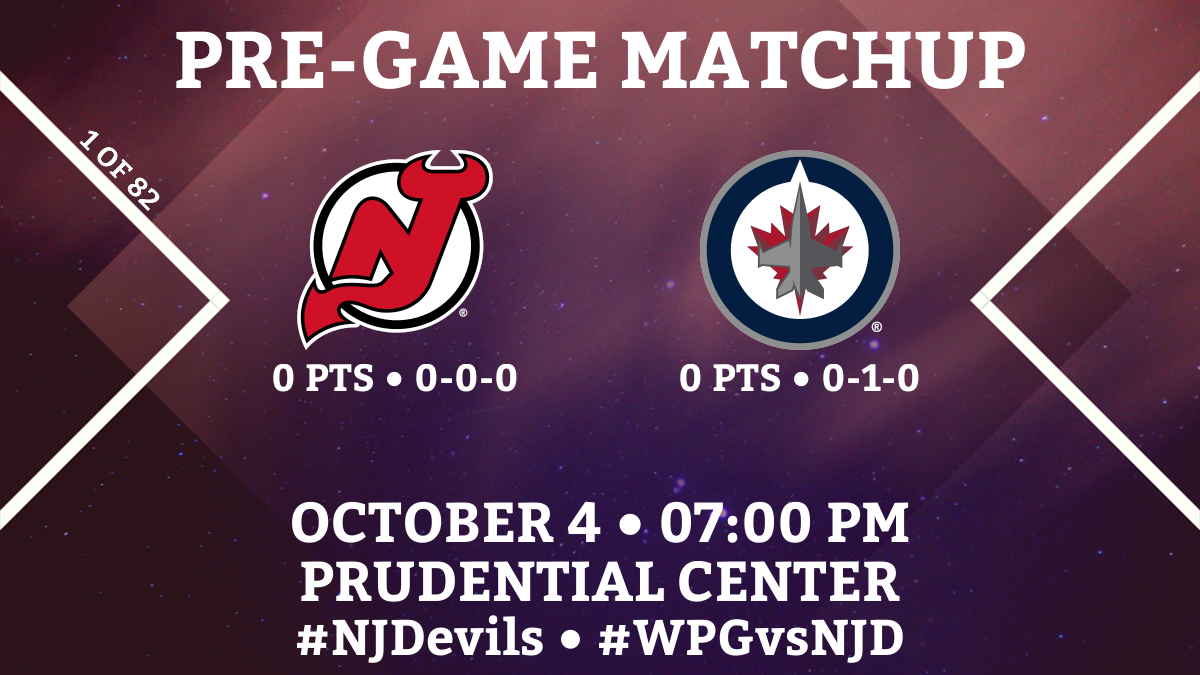 PRE-GAME MATCHUP
1 OF 82
NJ
®
®
0 PTS • 0-0-0
0 PTS • 0-1-0
OCTOBER 4 • 07:00 PM
PRUDENTIAL CENTER
#NJDevils • #WPGvsNJD